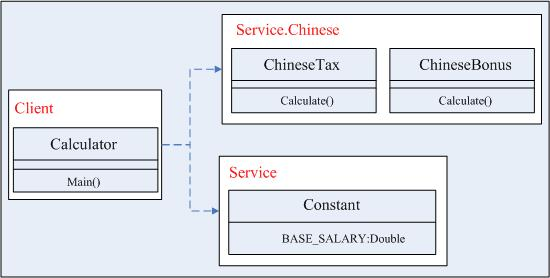 Client
Calculator
Main()
Service.Chinese
ChineseTax
Calculate()
ChineseBonus
Calculate()
Service
Constant
BASE_SALARY:Double